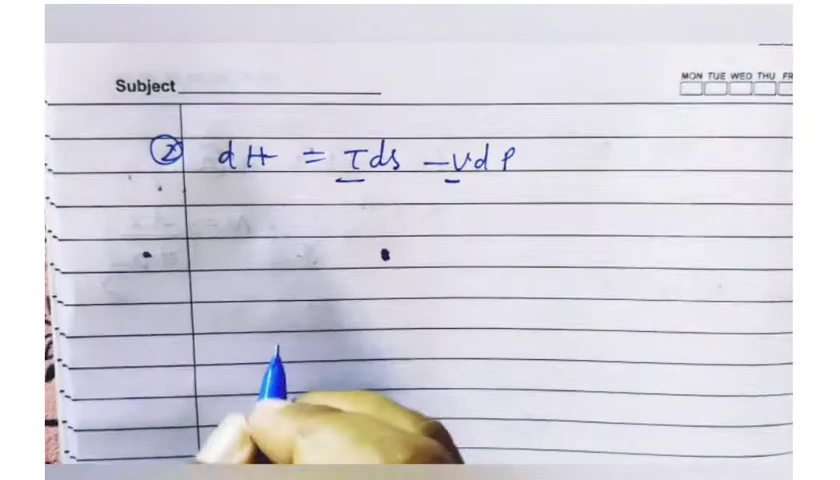 MON TUE WED THU FR
Subject
② dH = Tds - vdP